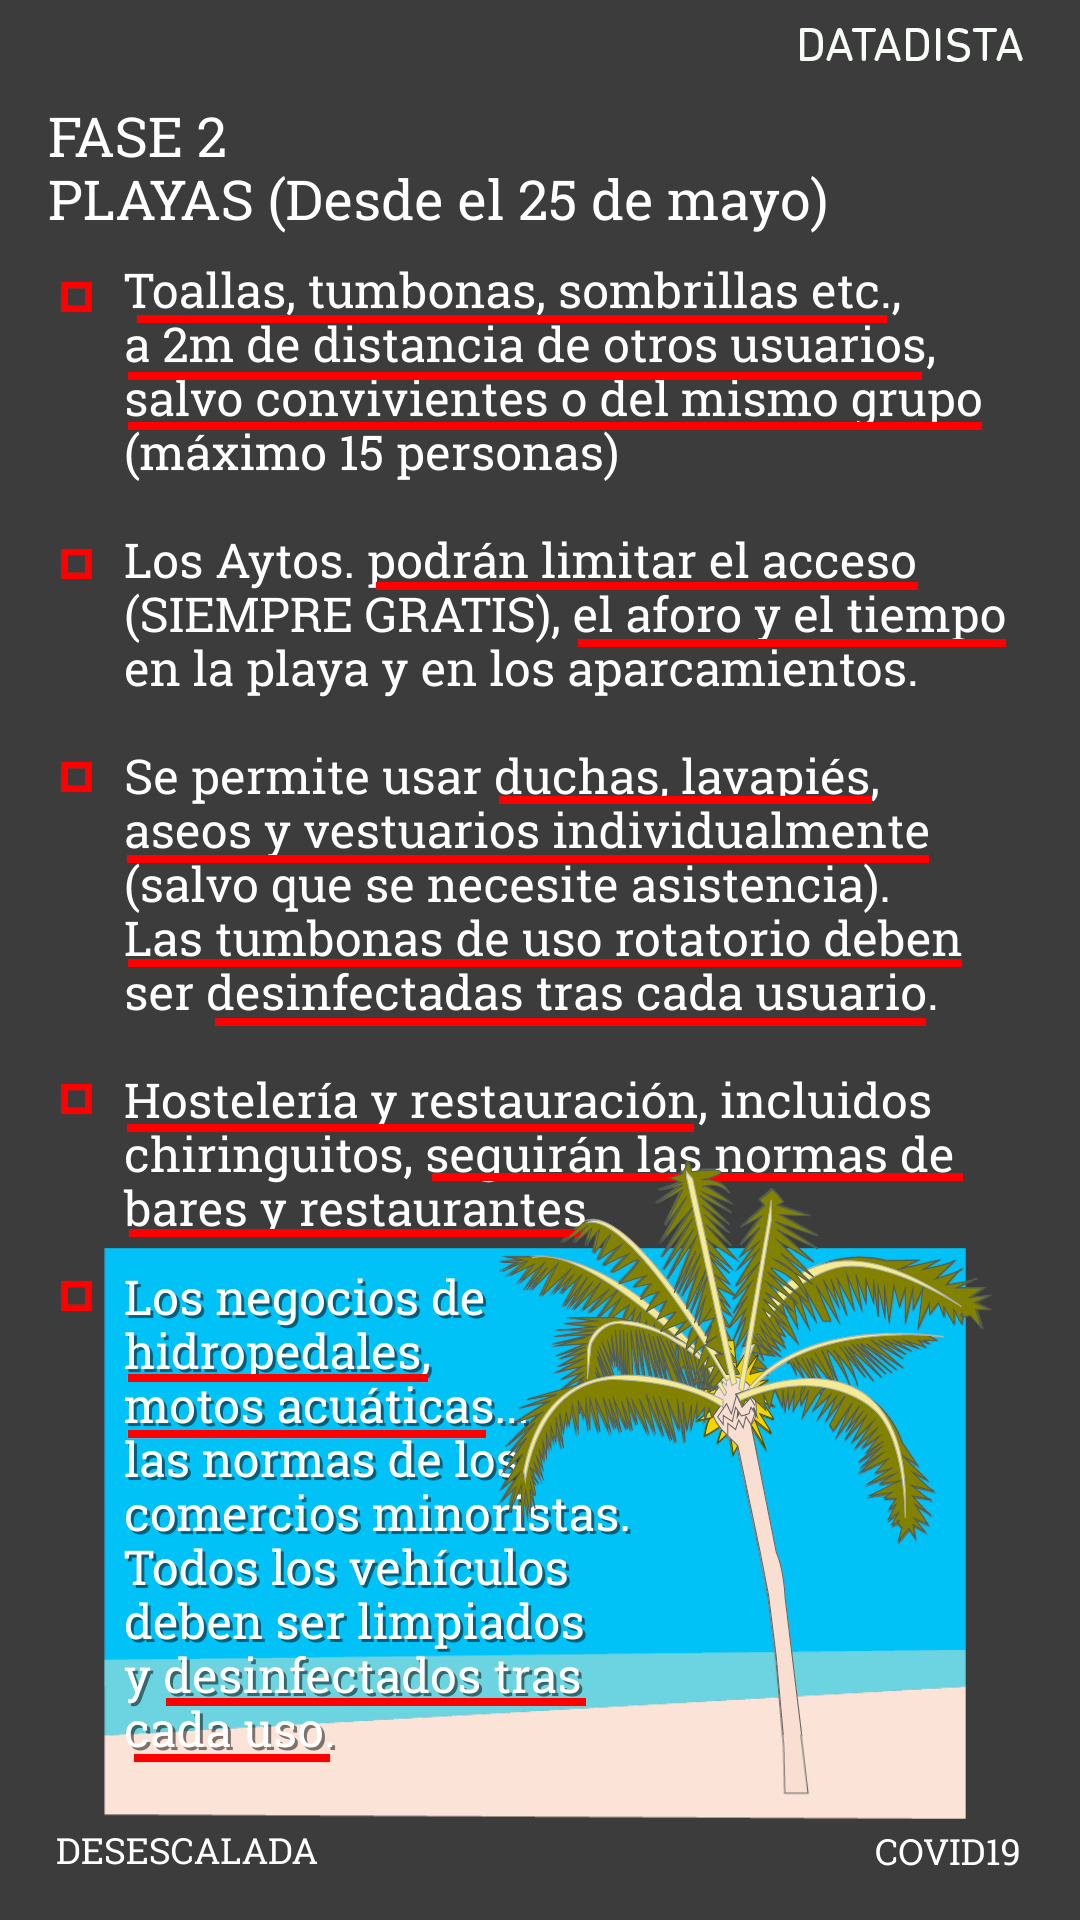 DATADISTA
FASE 2
PLAYAS (Desde el 25 de mayo)
Toallas, tumbonas, sombrillas etc.,
a 2m de distancia de otros usuarios,
salvo convivientes o del mismo grupo
(máximo 15 personas)
Los Aytos. podrán limitar el acceso
(SIEMPRE GRATIS), el aforo y el tiempo
en la playa y en los aparcamientos.
Se permite usar duchas, lavapiés,
aseos y vestuarios individualmente
(salvo que se necesite asistencia).
Las tumbonas de uso rotatorio deben
ser desinfectadas tras cada usuario.
Hostelería y restauración, incluidos
chiringuitos, seguirán las normas de
bares y restaurantes
Los negocios de
hidropedales,
motos acuáticas...
las normas de los
comercios minoristas.
Todos los vehículos
deben ser limpiados
y desinfectados tras
cada uso.
DESESCALADA
COVID19